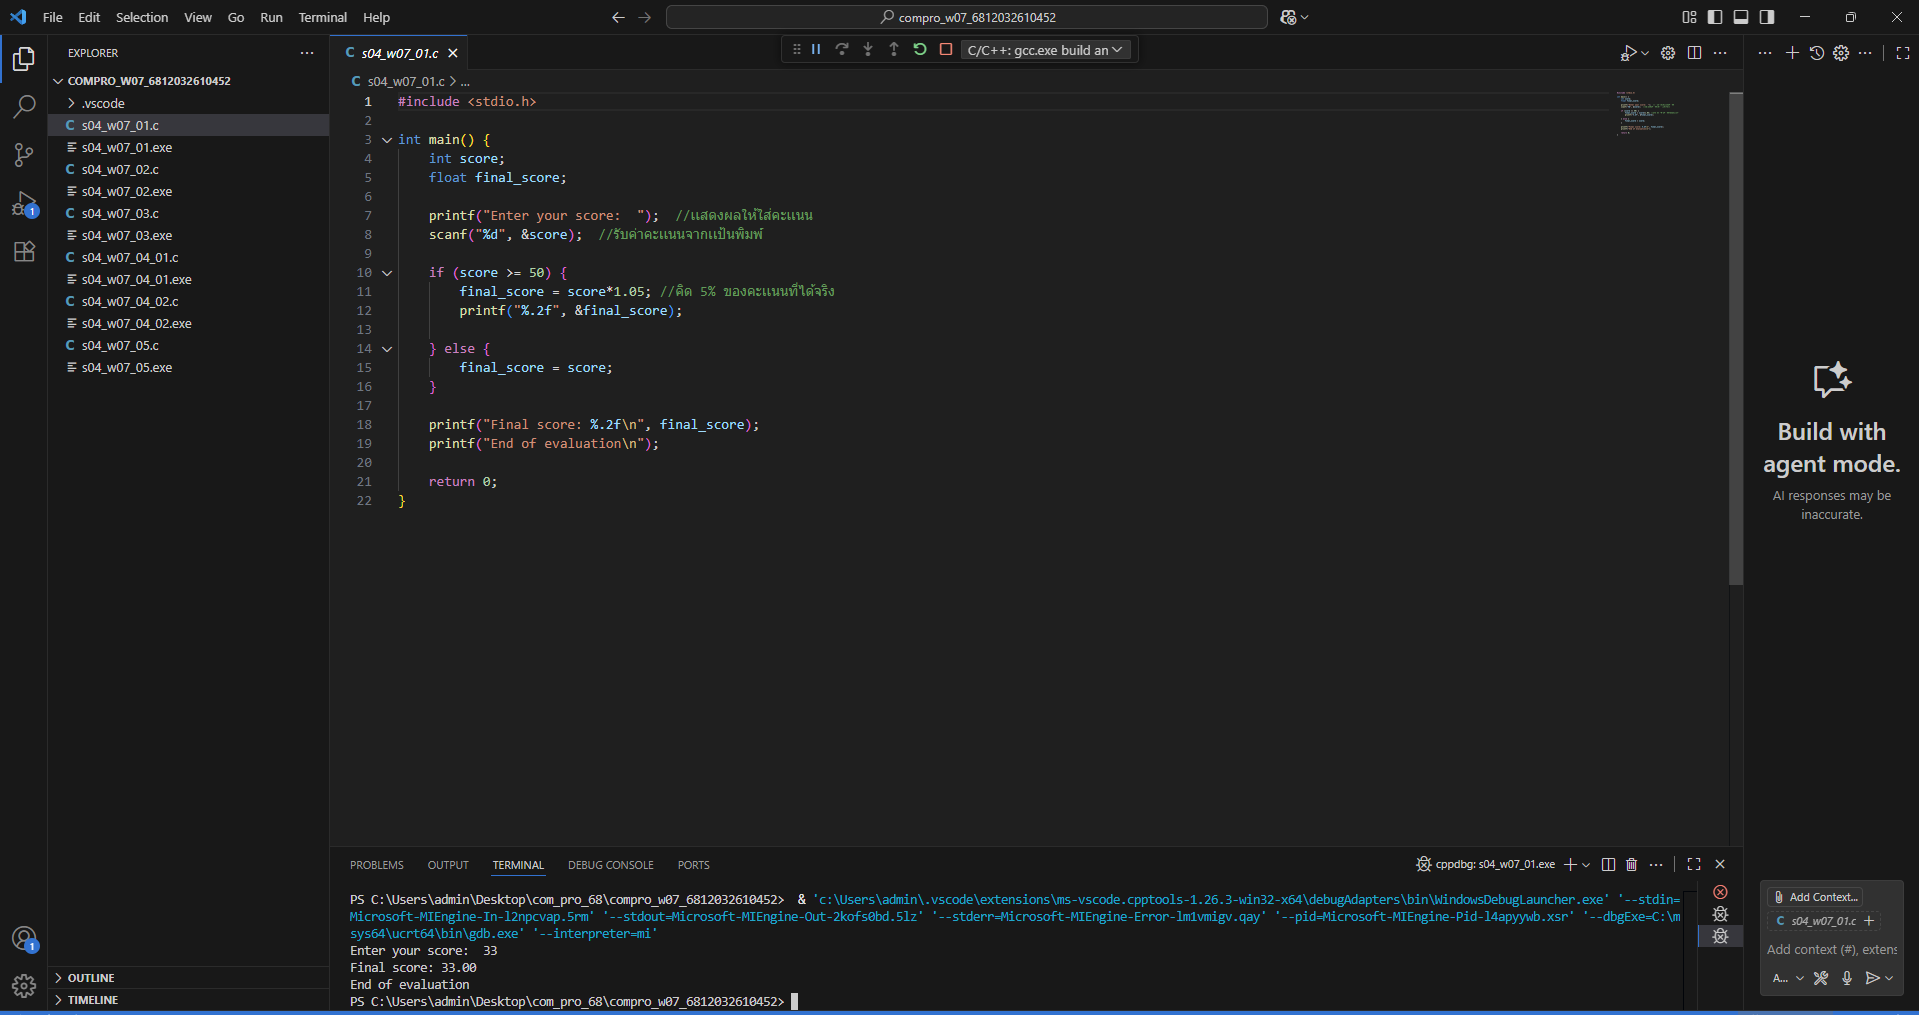 File Edit Selection View Go Run Terminal Help
compro_w07_6812032610452
EXPLORER
COMPRO_W07_6812032610452
.vscode
C s04_w07_01.c
s04_w07_01.exe
C s04_w07_02.c
s04_w07_02.exe
C s04_w07_03.c
s04_w07_03.exe
C s04_w07_04_01.c
s04_w07_04_01.exe
C s04_w07_04_02.c
s04_w07_04_02.exe
C s04_w07_05.c
s04_w07_05.exe
OUTLINE
TIMELINE
1
1
C s04_w07_01.c
C/C++: gcc.exe build an
C s04_w07_01.c > ...
1 #include <stdio.h>
2
3 int main() {
4 int score;
5 float final_score;
6
7 printf("Enter your score:  ");  //แสดงผลให้ใส่คะแนน
8 scanf("%d", &score);  //รับค่าคะแนนจากแป้นพิมพ์
9
10 if (score >= 50) {
11 final_score = score*1.05; //คิด 5% ของคะแนนที่ได้จริง
12 printf("%.2f", &final_score);
13
14 } else {
15 final_score = score;
16 }
17
18 printf("Final score: %.2f\n", final_score);
19 printf("End of evaluation\n");
20
21 return 0;
22 }
PROBLEMS OUTPUT TERMINAL DEBUG CONSOLE PORTS
cppdbg: s04_w07_01.exe
PS C:\Users\admin\Desktop\com_pro_68\compro_w07_6812032610452>  & 'c:\Users\admin\.vscode\extensions\ms-vscode.cpptools-1.26.3-win32-x64\debugAdapters\bin\WindowsDebugLauncher.exe' '--stdin=
Microsoft-MIEngine-In-l2npcvap.5rm' '--stdout=Microsoft-MIEngine-Out-2kofs0bd.5lz' '--stderr=Microsoft-MIEngine-Error-lm1vmigv.qay' '--pid=Microsoft-MIEngine-Pid-l4apyywb.xsr' '--dbgExe=C:\m
sys64\ucrt64\bin\gdb.exe' '--interpreter=mi'
Enter your score:  33
Final score: 33.00
End of evaluation
PS C:\Users\admin\Desktop\com_pro_68\compro_w07_6812032610452>
Build with
agent mode.
AI responses may be
inaccurate.
Add Context...
C s04_w07_01.c +
Add context (#), extens
A...